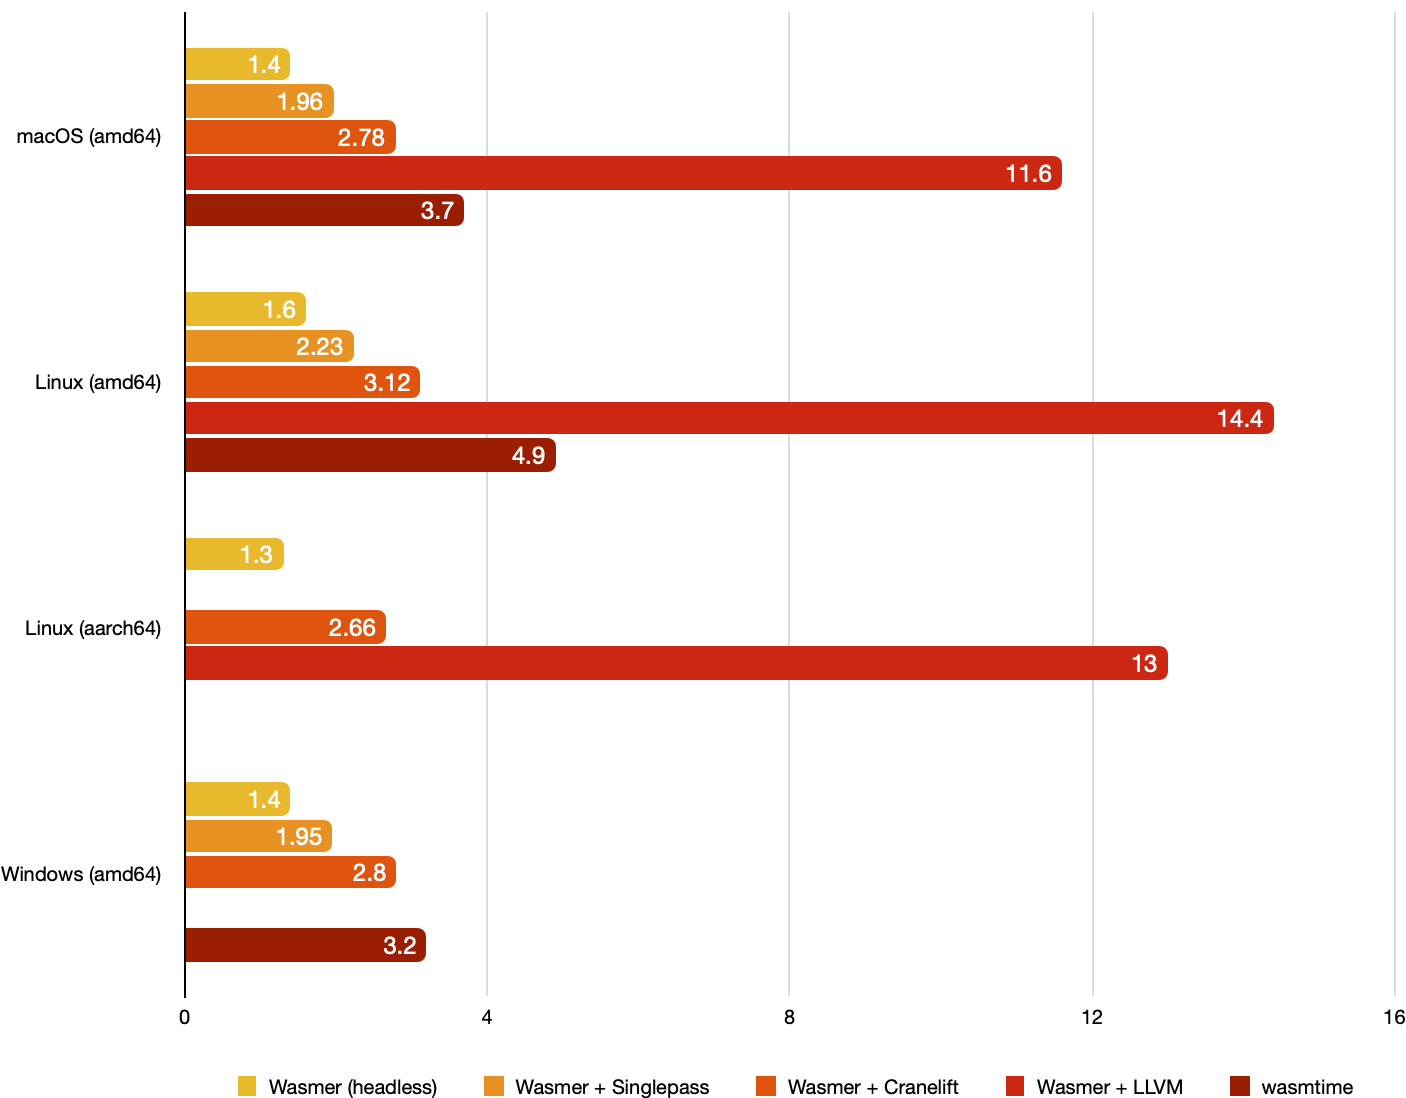 1.4
1.96
macOS (amd64)
2.78
11.6
3.7
1.6
2.23
Linux (amd64)
3.12
14.4
4.9
1.3
Linux (aarch64)
2.66
13
1.4
1.95
Windows (amd64)
2.8
3.2
0 4 8 12 16
Wasmer (headless) Wasmer + Singlepass Wasmer + Cranelift Wasmer + LLVM wasmtime